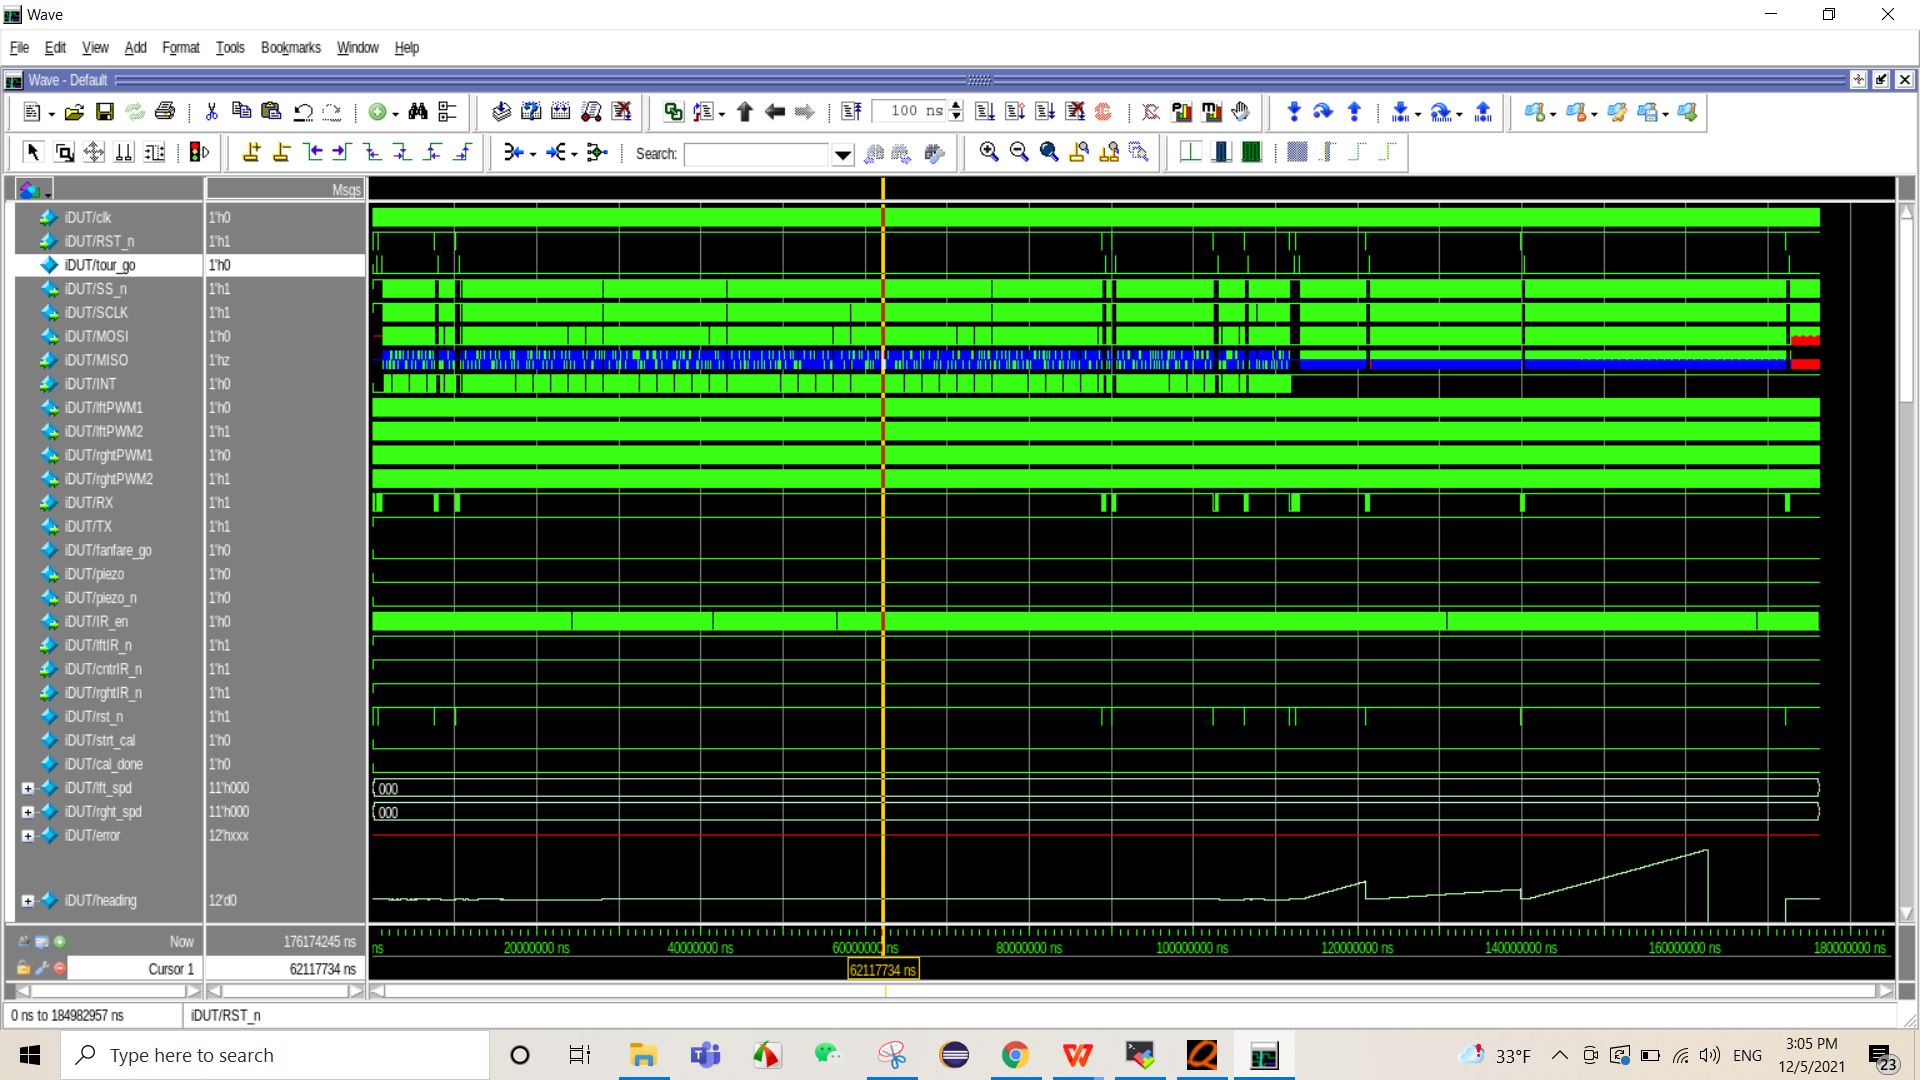 Wave
File Edit View Add Format Tools Bookmarks Window Help
Wave - Default
100 ns
Search:
Msgs
iDUT/clk 1'h0
iDUT/RST_n 1'h1
iDUT/tour_go 1'h0
iDUT/SS_n 1'h1
iDUT/SCLK 1'h1
iDUT/MOSI 1'h0
iDUT/MISO 1'hz
iDUT/INT 1'h0
iDUT/lftPWM1 1'h0
iDUT/lftPWM2 1'h1
iDUT/rghtPWM1 1'h0
iDUT/rghtPWM2 1'h1
iDUT/RX 1'h1
iDUT/TX 1'h1
iDUT/fanfare_go 1'h0
iDUT/piezo 1'h0
iDUT/piezo_n 1'h0
iDUT/IR_en 1'h0
iDUT/lftIR_n 1'h1
iDUT/cntrIR_n 1'h1
iDUT/rghtIR_n 1'h1
iDUT/rst_n 1'h1
iDUT/strt_cal 1'h0
iDUT/cal_done 1'h0
iDUT/lft_spd 11'h000 000
iDUT/rght_spd 11'h000 000
iDUT/error 12'hxxx
iDUT/heading 12'd0
Now 176174245 ns
ns 20000000 ns 40000000 ns 60000000 ns 80000000 ns 100000000 ns 120000000 ns 140000000 ns 160000000 ns 180000000 ns
Cursor 1 62117734 ns 62117734 ns
0 ns to 184982957 ns iDUT/RST_n
Type here to search
33°F ENG 3:05 PM
12/5/2021
23